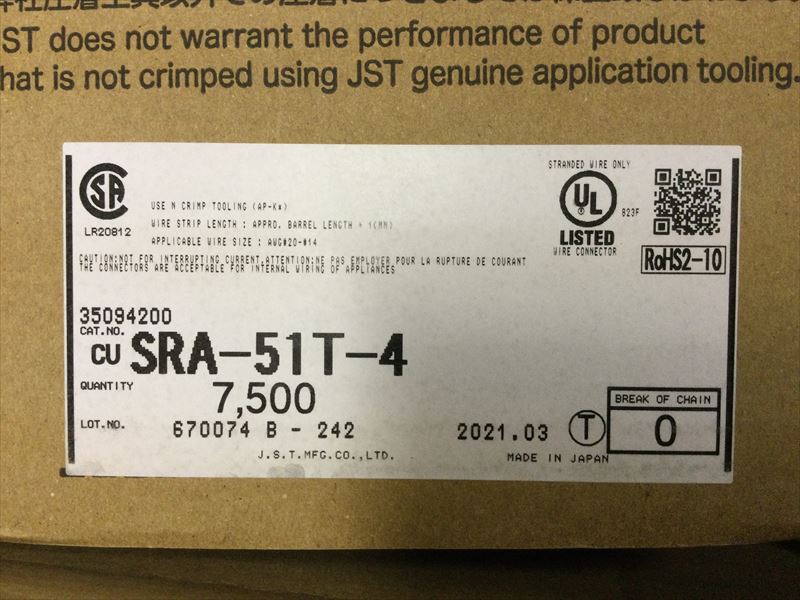 ST does not warrant the performance of product
hat is not crimped using JST genuine application tooling.
STRANDED WIRE ONLY
SA
LR20812
USE N CRIMP TOOLING (AP-K*)
WIRE STRIP LENGTH : APPRO. BARREL LENGTH + 1(MM)
APPLICABLE WIRE SIZE : AWG#20-#14
UL
823F
LISTED
WIRE CONNECTOR
RoHS2-10
CAUTION:NOT FOR INTERRUPTING CURRENT.ATTENTION:NE PAS EMPLOYER POUR LA RUPTURE DE COURANT
THE CONNECTORS ARE ACCEPTABLE FOR INTERNAL WIRING OF APPLIANCES
35094200
CAT.NO.
CU SRA-51T-4
QUANTITY
7,500
BREAK OF CHAIN
0
LOT.NO.
670074 B - 242
2021.03
T
J.S.T.MFG.CO.,LTD.
MADE IN JAPAN